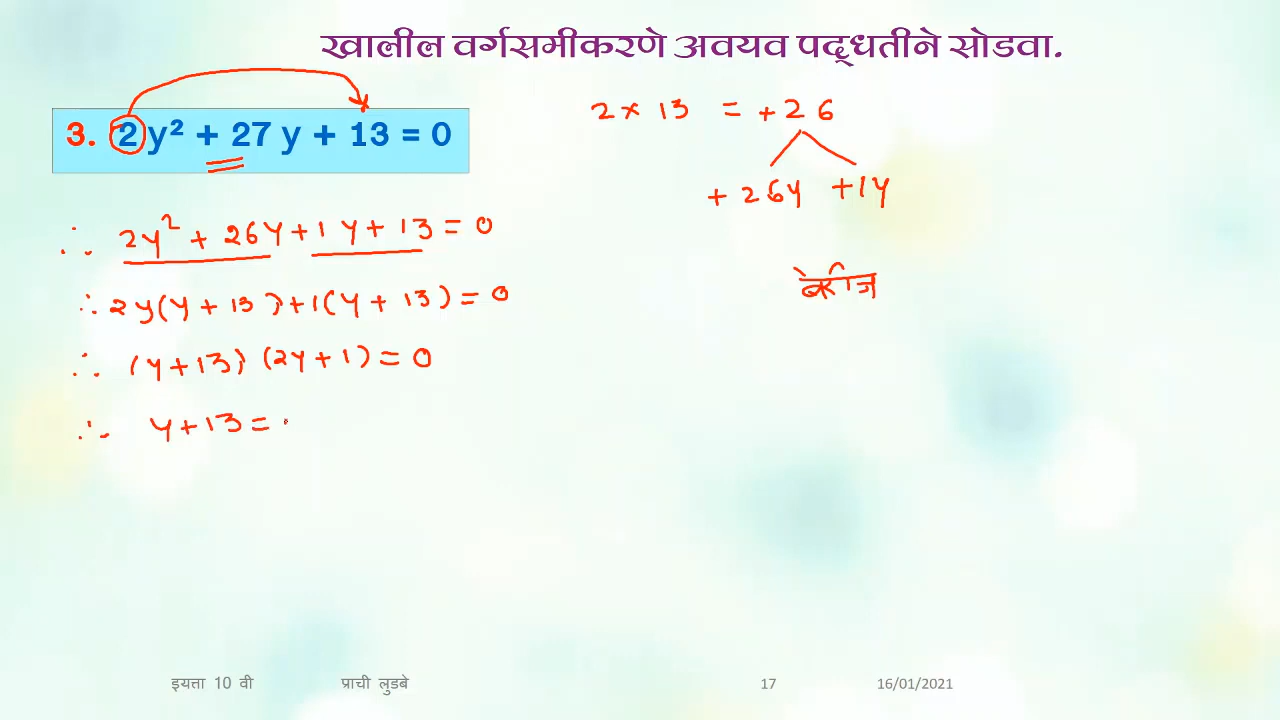 खालील वर्गसमीकरणे अवयव पद्धतीने सोडवा.
3. 2 y² + 27 y + 13 = 0
2 × 13 = + 26
+ 26y + 1y
∴ 2y² + 26y + 1y + 13 = 0
बेरीज
∴ 2y(y + 13) + 1(y + 13) = 0
∴ (y + 13) (2y + 1) = 0
∴ y + 13 =
इयत्ता 10 वी प्राची लुडबे 17 16/01/2021